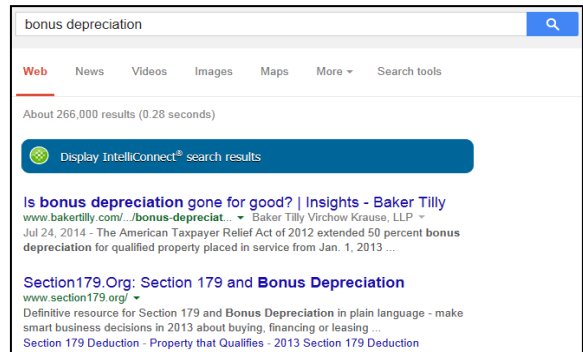 bonus depreciation
Web News Videos Images Maps More Search tools
About 266,000 results (0.28 seconds)
Display IntelliConnect® search results
Is bonus depreciation gone for good? | Insights - Baker Tilly
www.bakertilly.com/.../bonus-depreciat... Baker Tilly Virchow Krause, LLP
Jul 24, 2014 - The American Taxpayer Relief Act of 2012 extended 50 percent bonus
depreciation for qualified property placed in service from Jan. 1, 2013 ...
Section179.Org: Section 179 and Bonus Depreciation
www.section179.org/
Definitive resource for Section 179 and Bonus Depreciation in plain language - make
smart business decisions in 2013 about buying, financing or leasing ...
Section 179 Deduction - Property that Qualifies - 2013 Section 179 Deduction